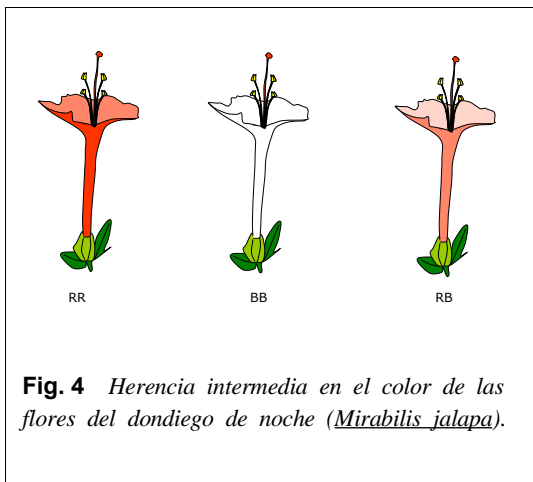 RR BB RB
Fig. 4 Herencia intermedia en el color de las
flores del dondiego de noche (Mirabilis jalapa).